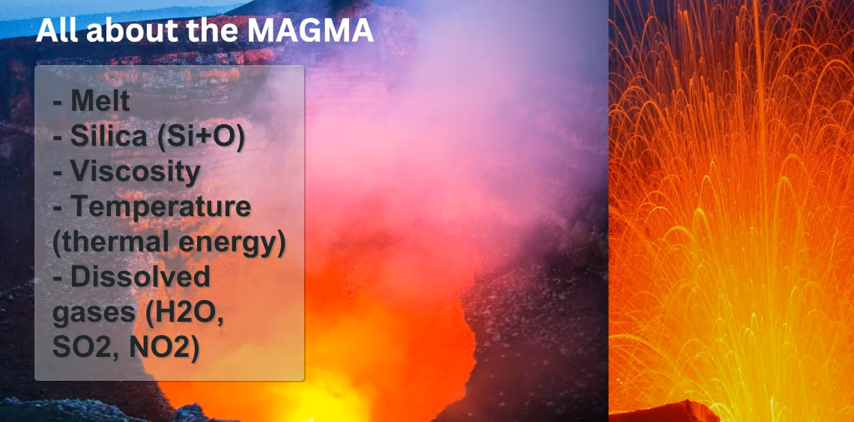 All about the MAGMA
- Melt
- Silica (Si+O)
- Viscosity
- Temperature
(thermal energy)
- Dissolved
gases (H2O,
SO2, NO2)